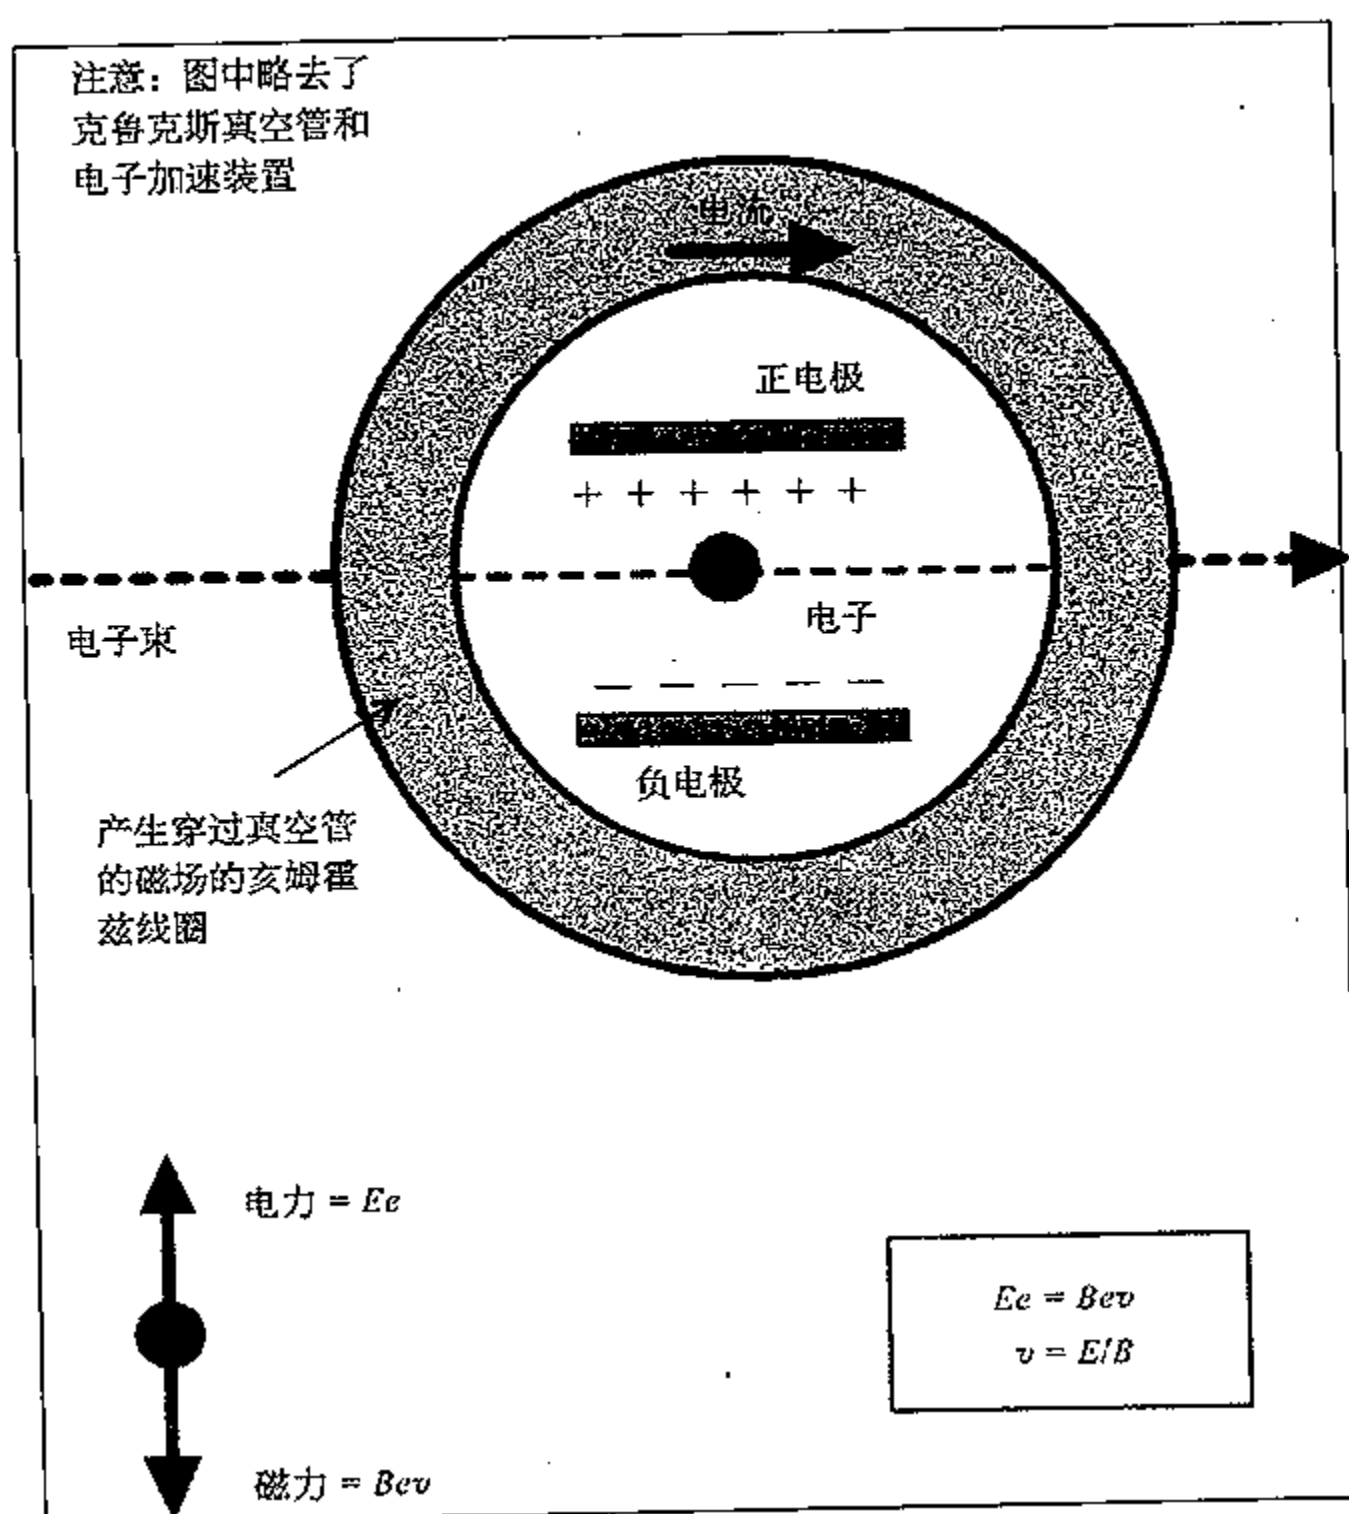 注意：图中略去了
克鲁克斯真空管和
电子加速装置
电流
正电极
+ + + + + +
电子束
电子
— — — — —
负电极
产生穿过真空管
的磁场的亥姆霍
兹线圈
电力 = Ee
Ee = Bev
v = E/B
磁力 = Bev